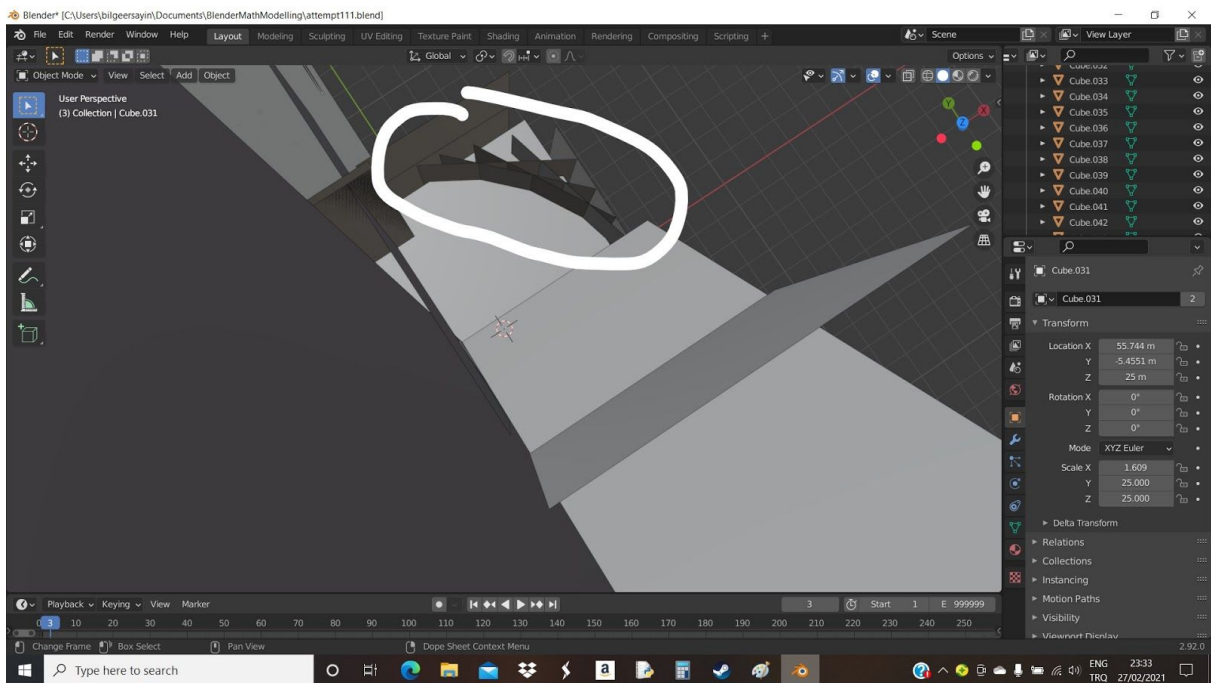 Blender* [C:\Users\bilgeersayin\Documents\BlenderMathModelling\attempt111.blend]
File Edit Render Window Help Layout Modeling Sculpting UV Editing Texture Paint Shading Animation Rendering Compositing Scripting + Scene View Layer
Global Options
Object Mode View Select Add Object
User Perspective
(3) Collection | Cube.031
Y X Z
Cube.032
Cube.033
Cube.034
Cube.035
Cube.036
Cube.037
Cube.038
Cube.039
Cube.040
Cube.041
Cube.042
Cube.031
Cube.031 2
Transform
Location X 55.744 m
Y -5.4551 m
Z 25 m
Rotation X 0°
Y 0°
Z 0°
Mode XYZ Euler
Scale X 1.609
Y 25.000
Z 25.000
Delta Transform
Relations
Collections
Instancing
Motion Paths
Visibility
Viewport Display
Playback Keying View Marker 3 Start 1 E 999999
0 3 10 20 30 40 50 60 70 80 90 100 110 120 130 140 150 160 170 180 190 200 210 220 230 240 250
Change Frame Box Select Pan View Dope Sheet Context Menu 2.92.0
Type here to search
a
ENG 23:33
TRQ 27/02/2021